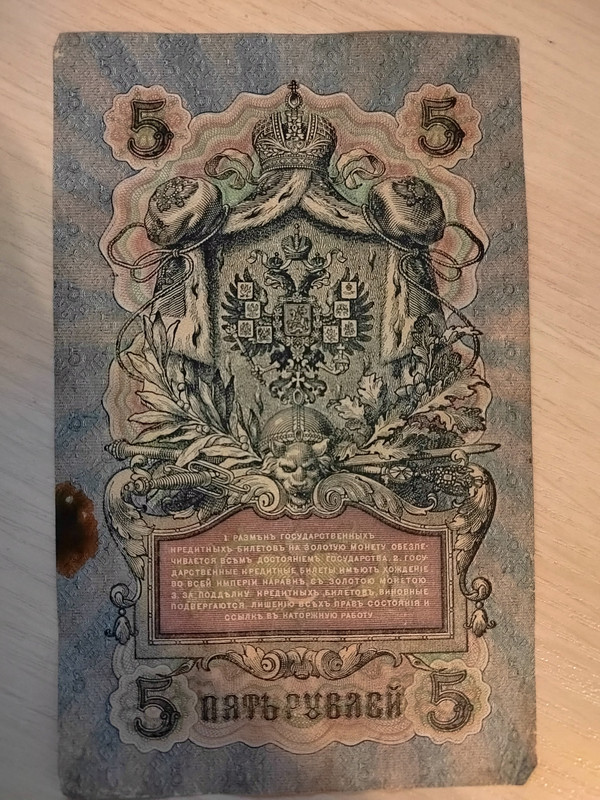 5 5
1. РАЗМѢНЪ ГОСУДАРСТВЕННЫХЪ
КРЕДИТНЫХЪ БИЛЕТОВЪ НА ЗОЛОТУЮ МОНЕТУ ОБЕЗПЕ-
ЧИВАЕТСЯ ВСѢМЪ ДОСТОЯНІЕМЪ ГОСУДАРСТВА. 2. ГОСУ
ДАРСТВЕННЫЕ КРЕДИТНЫЕ БИЛЕТЫ ИМѢЮТЪ ХОЖДЕНІЕ
ВО ВСЕЙ ИМПЕРІИ НАРАВНѢ СЪ ЗОЛОТОЮ МОНЕТОЮ.
3. ЗА ПОДДѢЛКУ КРЕДИТНЫХЪ БИЛЕТОВЪ ВИНОВНЫЕ
ПОДВЕРГАЮТСЯ ЛИШЕНІЮ ВСѢХЪ ПРАВЪ СОСТОЯНІЯ И
ССЫЛКѢ ВЪ КАТОРЖНУЮ РАБОТУ
5 ПЯТЬ РУБЛЕЙ 5